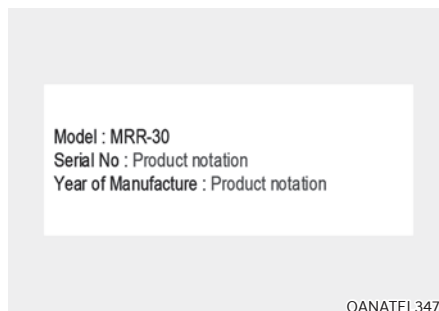 Model : MRR-30
Serial No : Product notation
Year of Manufacture : Product notation
OANATEL347